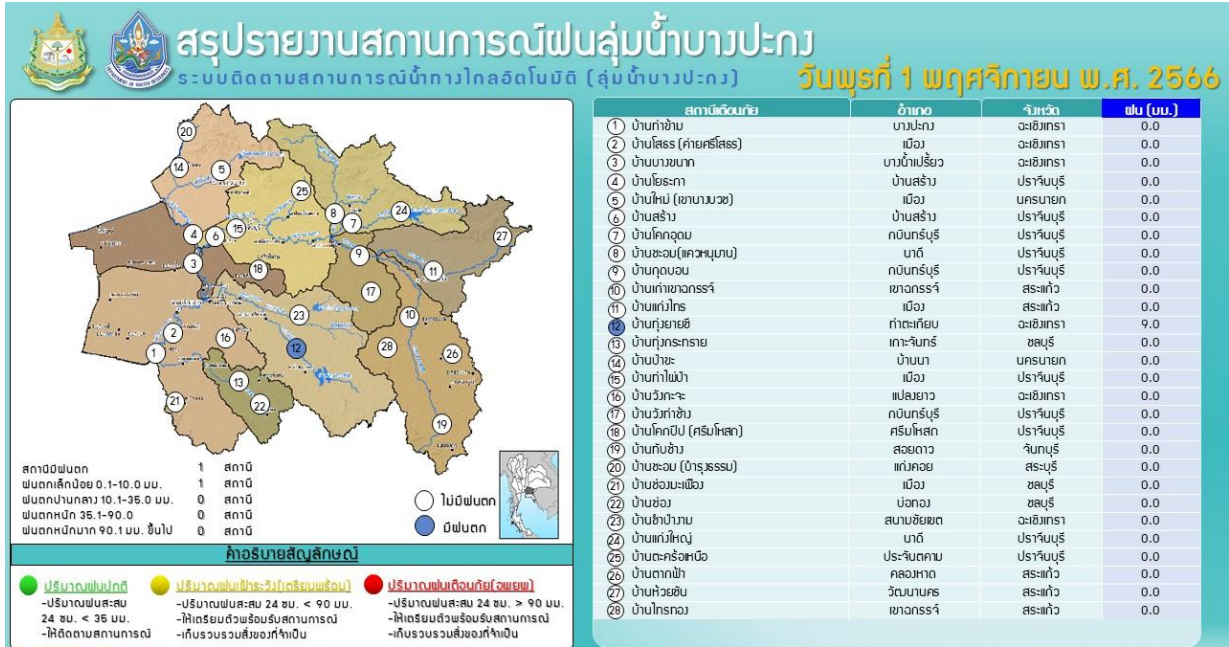 สรุปรายงานสถานการณ์ฝนลุ่มน้ำบางปะกง
ระบบติดตามสถานการณ์น้ำทางไกลอัตโนมัติ (ลุ่มน้ำบางปะกง)
วันพุธที่ 1 พฤศจิกายน พ.ศ. 2566
สถานีเตือนภัย อำเภอ จังหวัด ฝน (มม.)
1 บ้านท่าข้าม บางปะกง ฉะเชิงเทรา 0.0
2 บ้านโสธร (ค่ายศรีโสธร) เมือง ฉะเชิงเทรา 0.0
3 บ้านบางขนาก บางน้ำเปรี้ยว ฉะเชิงเทรา 0.0
4 บ้านโยธะกา บ้านสร้าง ปราจีนบุรี 0.0
5 บ้านใหม่ (เขานางบวช) เมือง นครนายก 0.0
6 บ้านสร้าง บ้านสร้าง ปราจีนบุรี 0.0
7 บ้านโคกอุดม กบินทร์บุรี ปราจีนบุรี 0.0
8 บ้านชะอม(แควหนุมาน) นาดี ปราจีนบุรี 0.0
9 บ้านกุดบอน กบินทร์บุรี ปราจีนบุรี 0.0
10 บ้านเก่าเขาฉกรรจ์ เขาฉกรรจ์ สระแก้ว 0.0
11 บ้านแก่งไทร เมือง สระแก้ว 0.0
12 บ้านทุ่งยายชี ท่าตะเกียบ ฉะเชิงเทรา 9.0
13 บ้านทุ่งกระทราย เกาะจันทร์ ชลบุรี 0.0
14 บ้านป่าขะ บ้านนา นครนายก 0.0
15 บ้านท่าไผ่ป่า เมือง ปราจีนบุรี 0.0
16 บ้านวังกะจะ แปลงยาว ฉะเชิงเทรา 0.0
17 บ้านวังท่าช้าง กบินทร์บุรี ปราจีนบุรี 0.0
18 บ้านโคกปีป (ศรีมโหสถ) ศรีมโหสถ ปราจีนบุรี 0.0
19 บ้านทับช้าง สอยดาว จันทบุรี 0.0
20 บ้านชะอม (บำรุงธรรม) แก่งคอย สระบุรี 0.0
21 บ้านช่องมะเฟือง เมือง ชลบุรี 0.0
22 บ้านช่อง บ่อทอง ชลบุรี 0.0
23 บ้านชำป่างาม สนามชัยเขต ฉะเชิงเทรา 0.0
24 บ้านแก่งใหญ่ นาดี ปราจีนบุรี 0.0
25 บ้านตะคร้อเหนือ ประจันตคาม ปราจีนบุรี 0.0
26 บ้านตากฟ้า คลองหาด สระแก้ว 0.0
27 บ้านห้วยชัน วัฒนานคร สระแก้ว 0.0
28 บ้านไทรทอง เขาฉกรรจ์ สระแก้ว 0.0
20
14
5
25
8
7
24
27
4
6
15
9
3
18
11
17
2
23
10
16
12
28
26
1
13
21
22
19
สถานีมีฝนตก 1 สถานี
ฝนตกเล็กน้อย 0.1-10.0 มม. 1 สถานี
ฝนตกปานกลาง 10.1-35.0 มม. 0 สถานี
ฝนตกหนัก 35.1-90.0 0 สถานี
ฝนตกหนักมาก 90.1 มม. ขึ้นไป 0 สถานี
ไม่มีฝนตก
มีฝนตก
คำอธิบายสัญลักษณ์
ปริมาณฝนปกติ
-ปริมาณฝนสะสม
24 ชม. < 35 มม.
-ให้ติดตามสถานการณ์
ปริมาณฝนเฝ้าระวัง(เตรียมพร้อม)
-ปริมาณฝนสะสม 24 ชม. < 90 มม.
-ให้เตรียมตัวพร้อมรับสถานการณ์
-เก็บรวบรวมสิ่งของที่จำเป็น
ปริมาณฝนเตือนภัย(อพยพ)
-ปริมาณฝนสะสม 24 ชม. > 90 มม.
-ให้เตรียมตัวพร้อมรับสถานการณ์
-เก็บรวบรวมสิ่งของที่จำเป็น